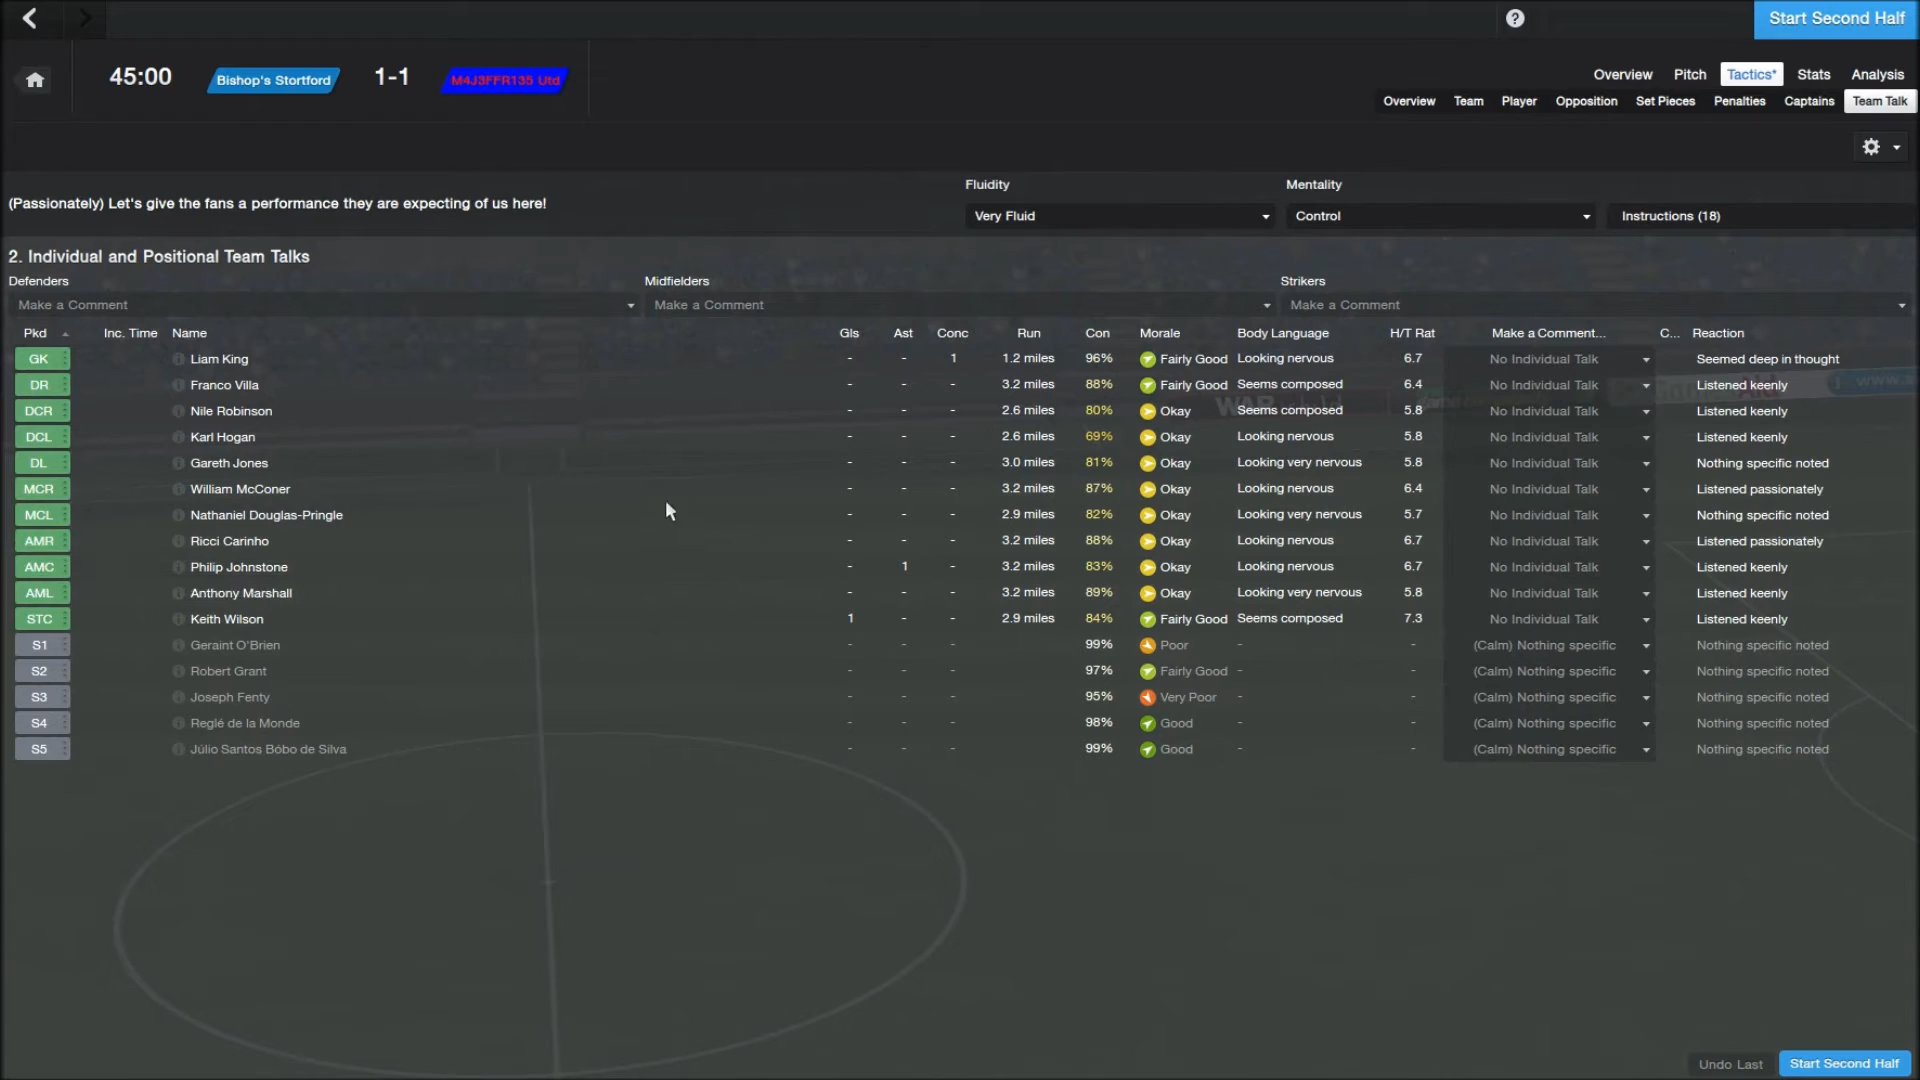 Start Second Half
45:00 Bishop's Stortford 1-1 M4J3FFR135 Utd
Overview Pitch Tactics* Stats Analysis
Overview Team Player Opposition Set Pieces Penalties Captains Team Talk
Fluidity Mentality
(Passionately) Let's give the fans a performance they are expecting of us here! Very Fluid Control Instructions (18)
2. Individual and Positional Team Talks
Defenders Midfielders Strikers
Make a Comment Make a Comment Make a Comment
Pkd Inc. Time Name Gls Ast Conc Run Con Morale Body Language H/T Rat Make a Comment... C... Reaction
GK Liam King - - 1 1.2 miles 96% Fairly Good Looking nervous 6.7 No Individual Talk Seemed deep in thought
DR Franco Villa - - - 3.2 miles 88% Fairly Good Seems composed 6.4 No Individual Talk Listened keenly
DCR Nile Robinson - - - 2.6 miles 80% Okay Seems composed 5.8 No Individual Talk Listened keenly
DCL Karl Hogan - - - 2.6 miles 69% Okay Looking nervous 5.8 No Individual Talk Listened keenly
DL Gareth Jones - - - 3.0 miles 81% Okay Looking very nervous 5.8 No Individual Talk Nothing specific noted
MCR William McConer - - - 3.2 miles 87% Okay Looking nervous 6.4 No Individual Talk Listened passionately
MCL Nathaniel Douglas-Pringle - - - 2.9 miles 82% Okay Looking very nervous 5.7 No Individual Talk Nothing specific noted
AMR Ricci Carinho - - - 3.2 miles 88% Okay Looking nervous 6.7 No Individual Talk Listened passionately
AMC Philip Johnstone - 1 - 3.2 miles 83% Okay Looking nervous 6.7 No Individual Talk Listened keenly
AML Anthony Marshall - - - 3.2 miles 89% Okay Looking very nervous 5.8 No Individual Talk Listened keenly
STC Keith Wilson 1 - - 2.9 miles 84% Fairly Good Seems composed 7.3 No Individual Talk Listened keenly
S1 Geraint O'Brien - - - 99% Poor - - (Calm) Nothing specific Nothing specific noted
S2 Robert Grant - - - 97% Fairly Good - - (Calm) Nothing specific Nothing specific noted
S3 Joseph Fenty - - - 95% Very Poor - - (Calm) Nothing specific Nothing specific noted
S4 Reglé de la Monde - - - 98% Good - - (Calm) Nothing specific Nothing specific noted
S5 Júlio Santos Bóbo de Silva - - - 99% Good - - (Calm) Nothing specific Nothing specific noted
Undo Last Start Second Half